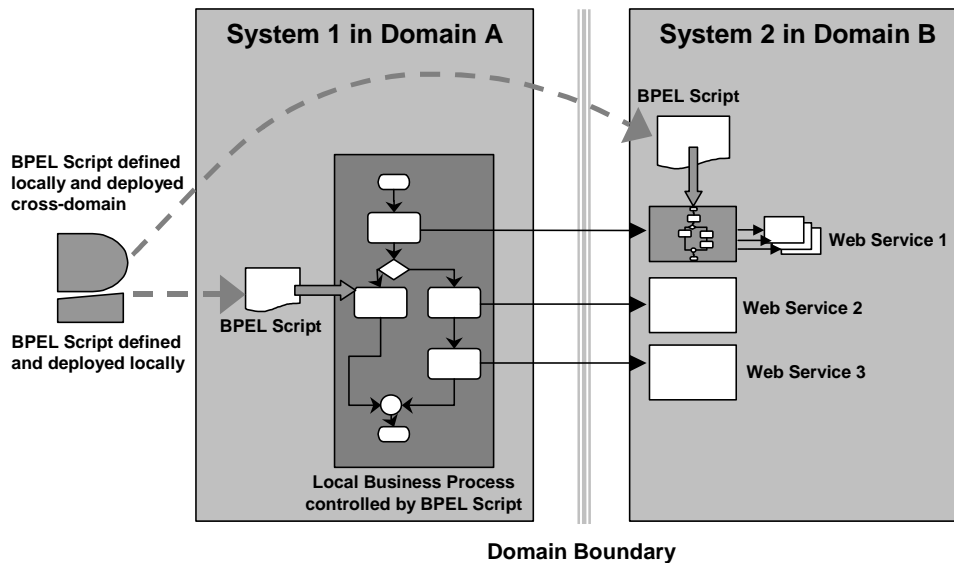 System 1 in Domain A
System 2 in Domain B
BPEL Script
BPEL Script defined
locally and deployed
cross-domain
Web Service 1
BPEL Script
Web Service 2
BPEL Script defined
and deployed locally
Web Service 3
Local Business Process
controlled by BPEL Script
Domain Boundary